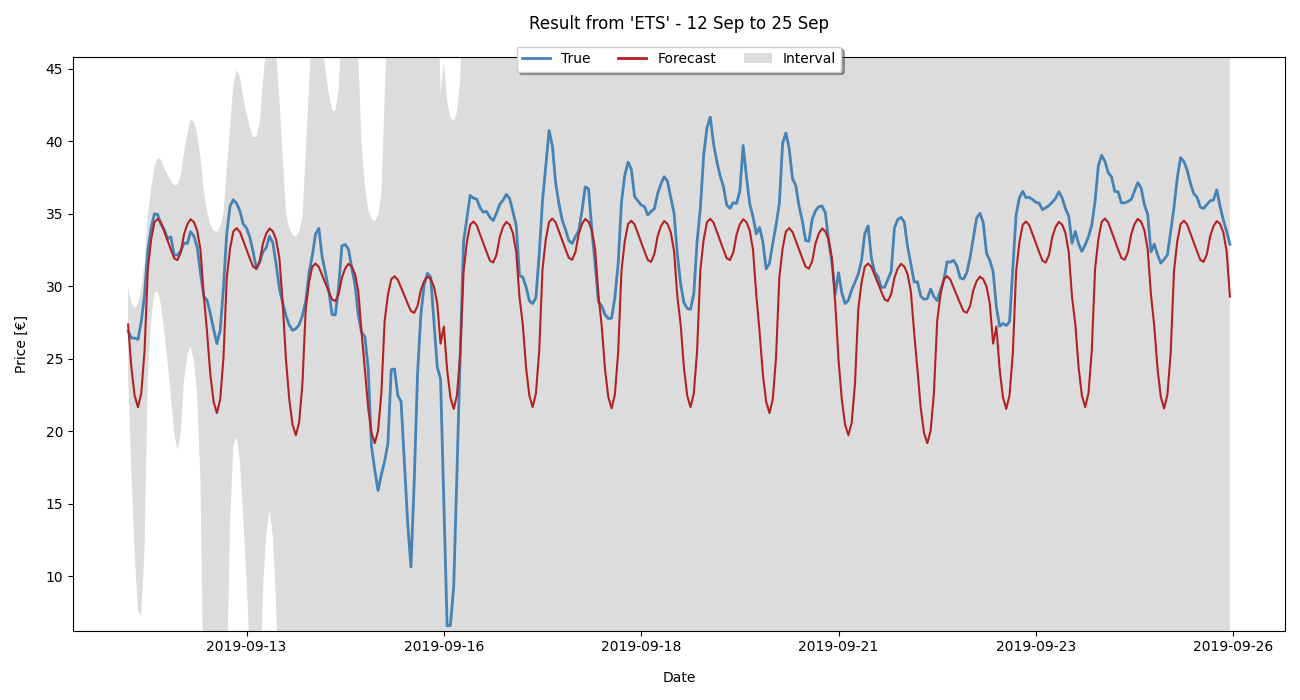 Result from 'ETS' - 12 Sep to 25 Sep
True Forecast Interval
45
40
35
30
25
20
15
10
Price [€]
2019-09-13 2019-09-16 2019-09-18 2019-09-21 2019-09-23 2019-09-26
Date